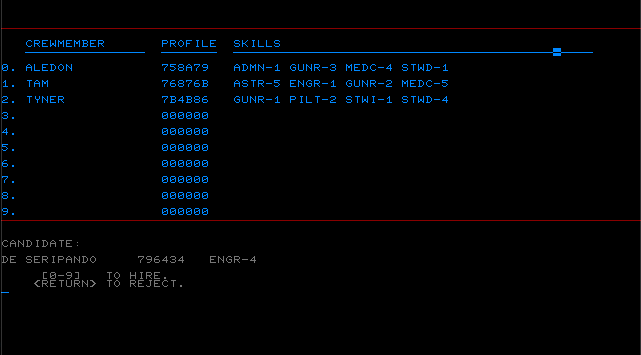 CREWMEMBER PROFILE SKILLS
0. ALEDON 758A79 ADMN-1 GUNR-3 MEDC-4 STWD-1
1. TAM 76876B ASTR-5 ENGR-1 GUNR-2 MEDC-5
2. TYNER 7B4B86 GUNR-1 PILT-2 STWI-1 STWD-4
3. 000000
4. 000000
5. 000000
6. 000000
7. 000000
8. 000000
9. 000000
CANDIDATE:
DE SERIPANDO 796434 ENGR-4
[0-9] TO HIRE.
<RETURN> TO REJECT.